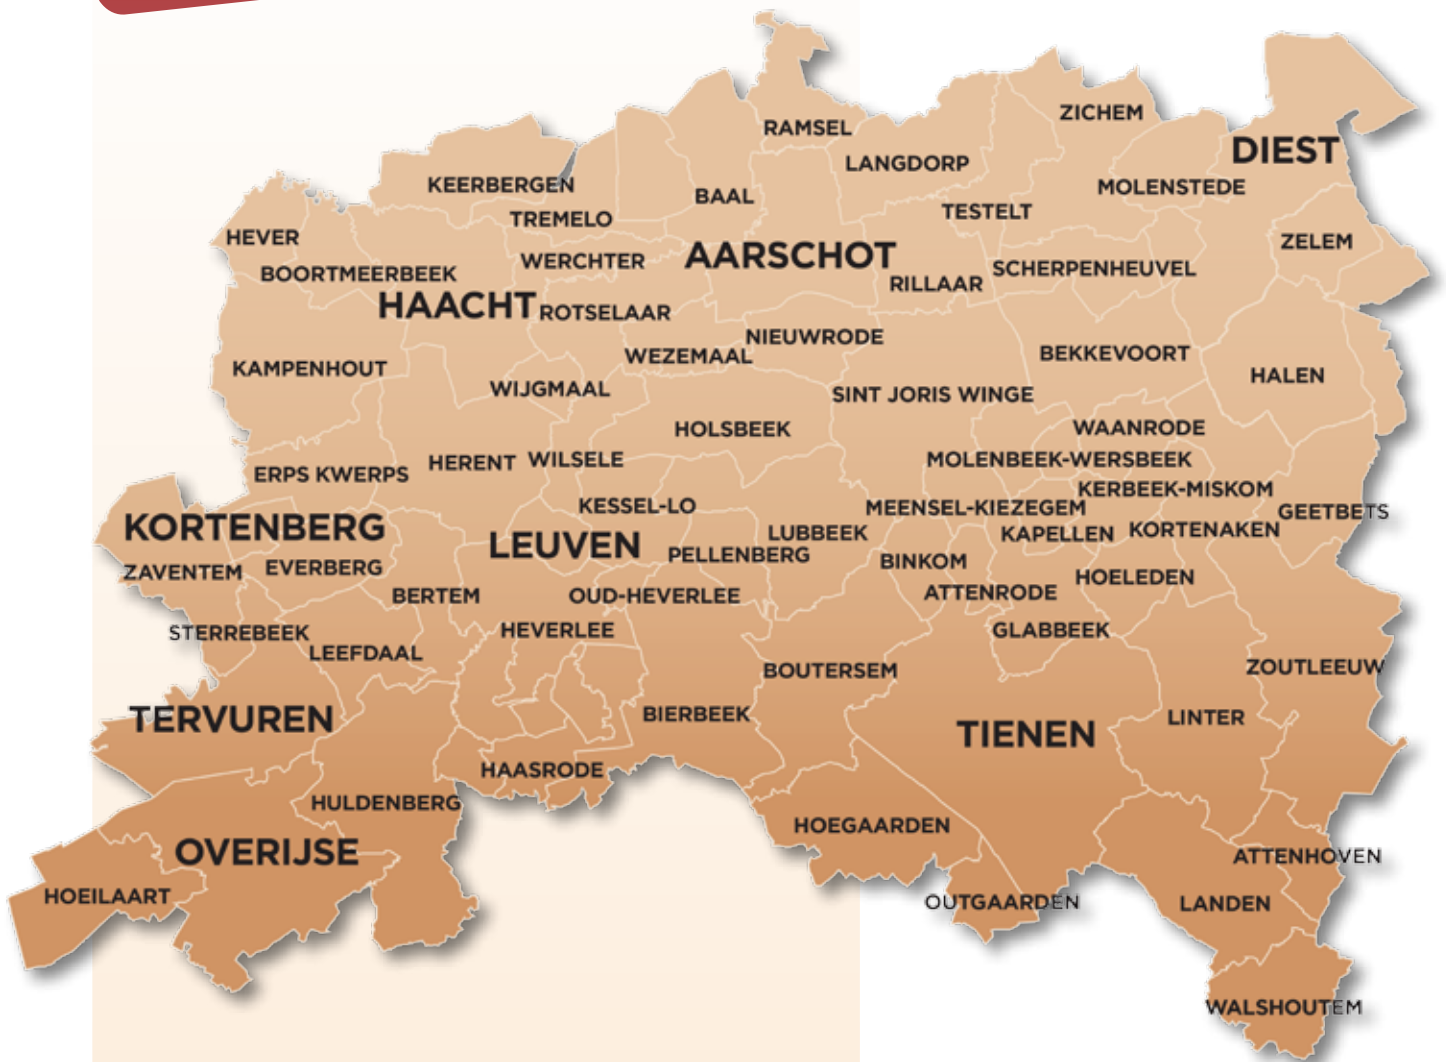 ZICHEM
RAMSEL
DIEST
LANGDORP
KEERBERGEN
MOLENSTEDE
BAAL
TESTELT
TREMELO
HEVER
ZELEM
AARSCHOT
WERCHTER
SCHERPENHEUVEL
BOORTMEERBEEK
RILLAAR
HAACHT
ROTSELAAR
NIEUWRODE
WEZEMAAL
BEKKEVOORT
KAMPENHOUT
HALEN
WIJGMAAL
SINT JORIS WINGE
HOLSBEEK
WAANRODE
HERENT
WILSELE
MOLENBEEK-WERSBEEK
ERPS KWERPS
KERBEEK-MISKOM
KESSEL-LO
MEENSEL-KIEZEGEM
GEETBETS
KORTENBERG
LUBBEEK
KAPELLEN
KORTENAKEN
LEUVEN
PELLENBERG
BINKOM
ZAVENTEM
EVERBERG
HOELEDEN
BERTEM
OUD-HEVERLEE
ATTENRODE
STERREBEEK
HEVERLEE
GLABBEEK
LEEFDAAL
BOUTERSEM
ZOUTLEEUW
TERVUREN
BIERBEEK
LINTER
TIENEN
HAASRODE
HULDENBERG
HOEGAARDEN
OVERIJSE
ATTENHOVEN
HOEILAART
OUTGAARDEN
LANDEN
WALSHOUTEM